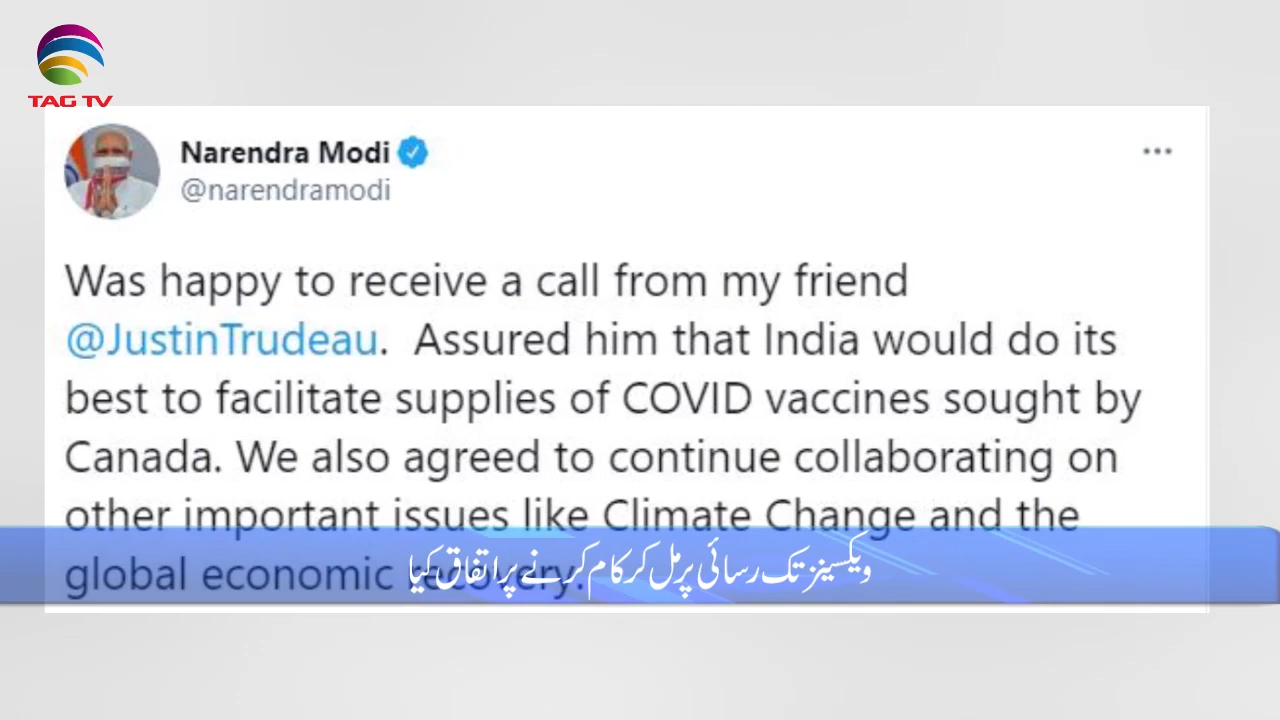 TAG TV
Narendra Modi
@narendramodi
Was happy to receive a call from my friend
@JustinTrudeau. Assured him that India would do its
best to facilitate supplies of COVID vaccines sought by
Canada. We also agreed to continue collaborating on
other important issues like Climate Change and the
global economic recovery.
ویکسینز تک رسائی پر مل کر کام کرنے پر اتفاق کیا